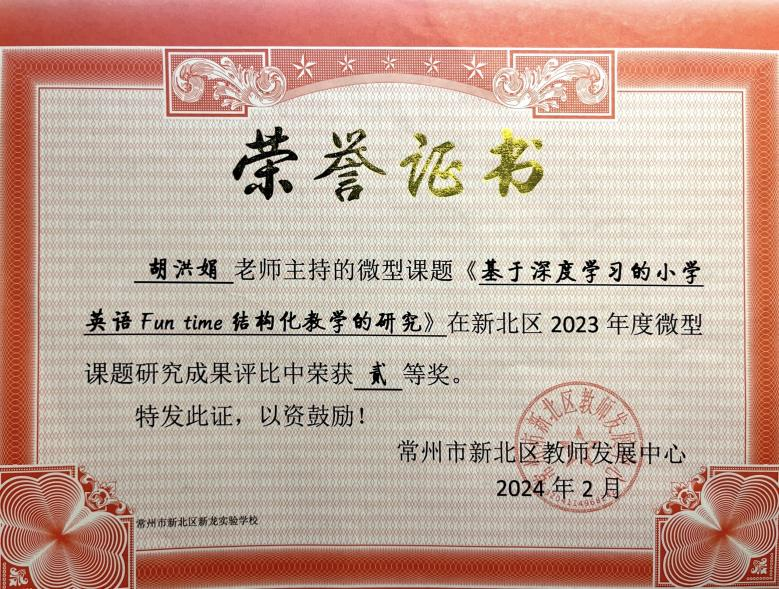 荣誉证书
胡洪娟 老师主持的微型课题《基于深度学习的小学
英语 Fun time 结构化教学的研究》在新北区 2023 年度微型
课题研究成果评比中荣获 贰 等奖。
特发此证，以资鼓励！
常州市新北区教师发展中心
2024 年 2 月
常州市新北区新龙实验学校